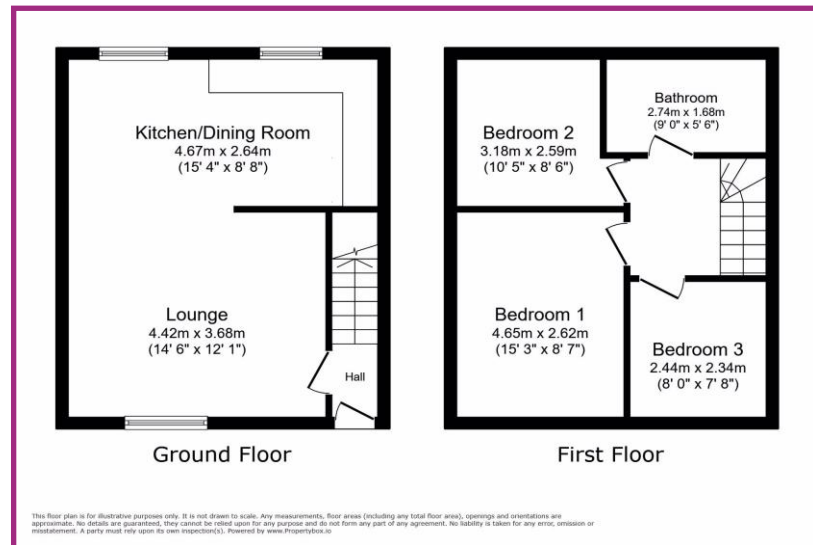 Kitchen/Dining Room
4.67m x 2.64m
(15' 4" x 8' 8")
Lounge
4.42m x 3.68m
(14' 6" x 12' 1")
Hall
Ground Floor
Bathroom
2.74m x 1.68m
(9' 0" x 5' 6")
Bedroom 2
3.18m x 2.59m
(10' 5" x 8' 6")
Bedroom 1
4.65m x 2.62m
(15' 3" x 8' 7")
Bedroom 3
2.44m x 2.34m
(8' 0" x 7' 8")
First Floor
This floor plan is for illustrative purposes only. It is not drawn to scale. Any measurements, floor areas (including any total floor area), openings and orientations are
approximate. No details are guaranteed, they cannot be relied upon for any purpose and do not form any part of any agreement. No liability is taken for any error, omission or
misstatement. A party must rely upon its own inspection(s). Powered by www.Propertybox.io